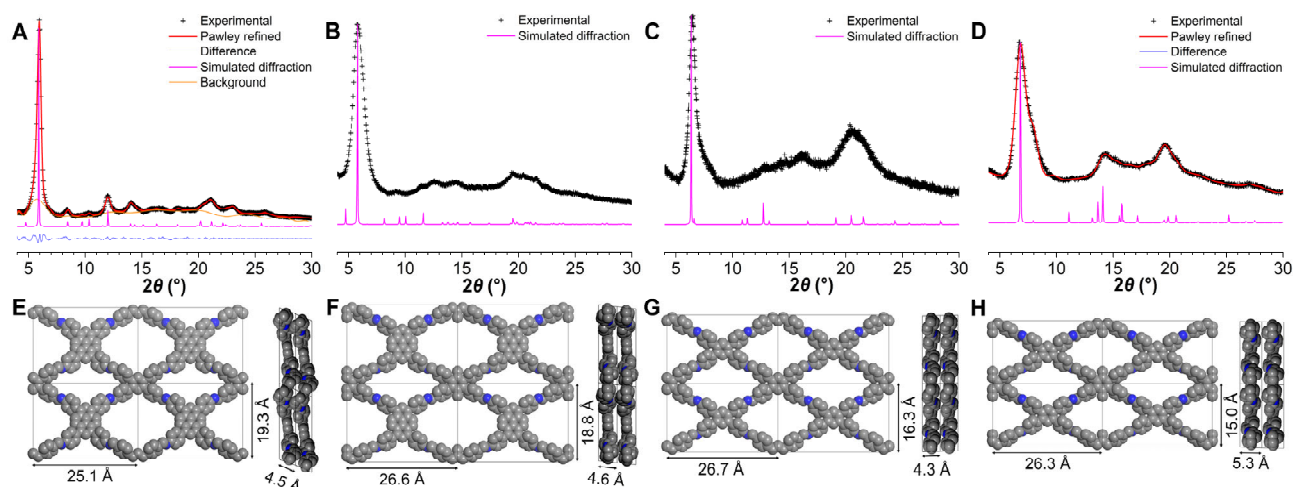 A
Experimental
Pawley refined
Difference
Simulated diffraction
Background
5 10 15 20 25 30
2θ (°)
B
Experimental
Simulated diffraction
5 10 15 20 25 30
2θ (°)
C
Experimental
Simulated diffraction
5 10 15 20 25 30
2θ (°)
D
Experimental
Pawley refined
Difference
Simulated diffraction
5 10 15 20 25 30
2θ (°)
E
19.3 Å
25.1 Å
4.5 Å
F
18.8 Å
26.6 Å
4.6 Å
G
16.3 Å
26.7 Å
4.3 Å
H
15.0 Å
26.3 Å
5.3 Å